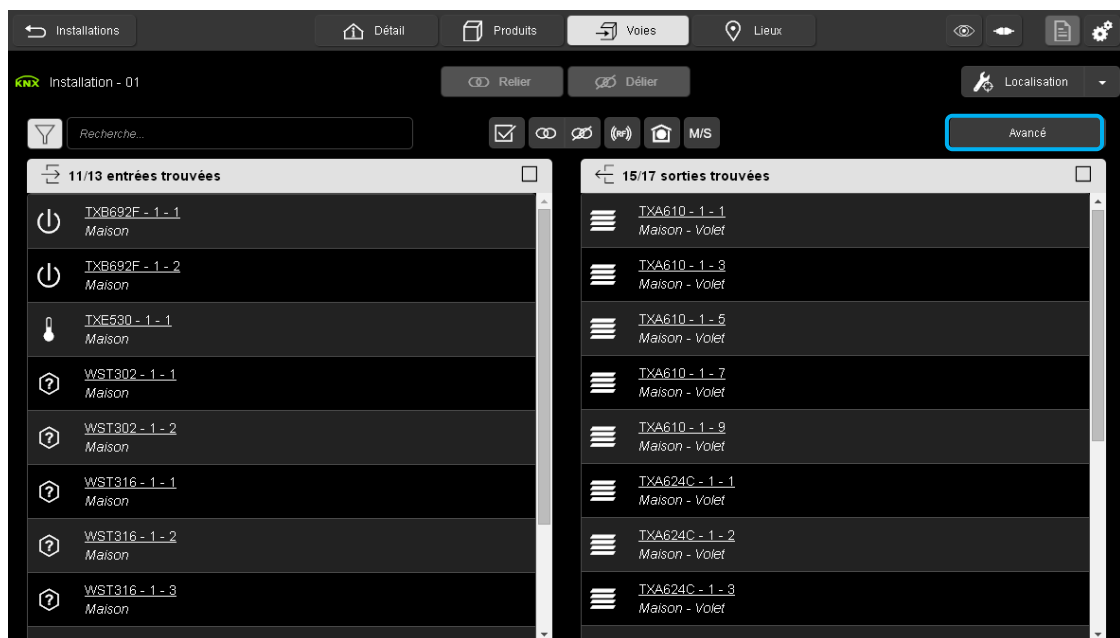 Installations
Détail
Produits
Voies
Lieux
KNX Installation - 01
Relier
Délier
Localisation
Recherche...
RF
M/S
Avancé
11/13 entrées trouvées
TXB692F - 1 - 1
Maison
TXB692F - 1 - 2
Maison
TXE530 - 1 - 1
Maison
WST302 - 1 - 1
Maison
WST302 - 1 - 2
Maison
WST316 - 1 - 1
Maison
WST316 - 1 - 2
Maison
WST316 - 1 - 3
Maison
15/17 sorties trouvées
TXA610 - 1 - 1
Maison - Volet
TXA610 - 1 - 3
Maison - Volet
TXA610 - 1 - 5
Maison - Volet
TXA610 - 1 - 7
Maison - Volet
TXA610 - 1 - 9
Maison - Volet
TXA624C - 1 - 1
Maison - Volet
TXA624C - 1 - 2
Maison - Volet
TXA624C - 1 - 3
Maison - Volet